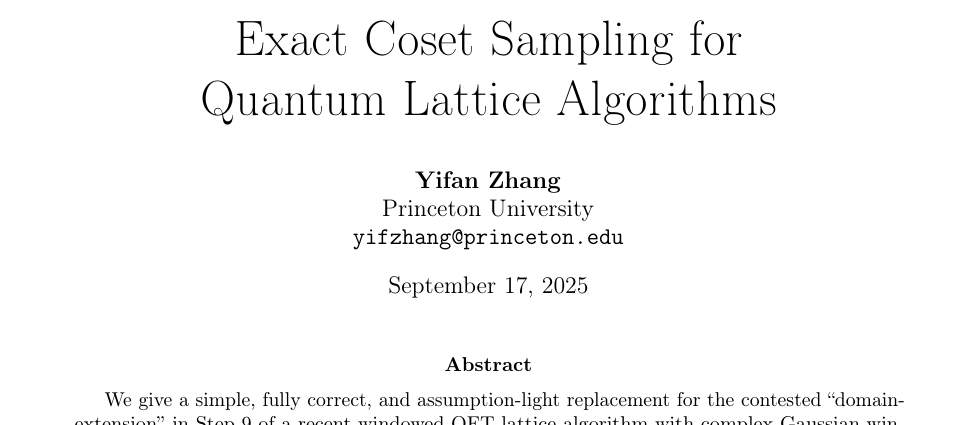 Exact Coset Sampling for
Quantum Lattice Algorithms
Yifan Zhang
Princeton University
yifzhang@princeton.edu
September 17, 2025
Abstract
We give a simple, fully correct, and assumption-light replacement for the contested “domain-
extension” in Step 9 of a recent windowed QFT lattice algorithm with complex Gaussian win-